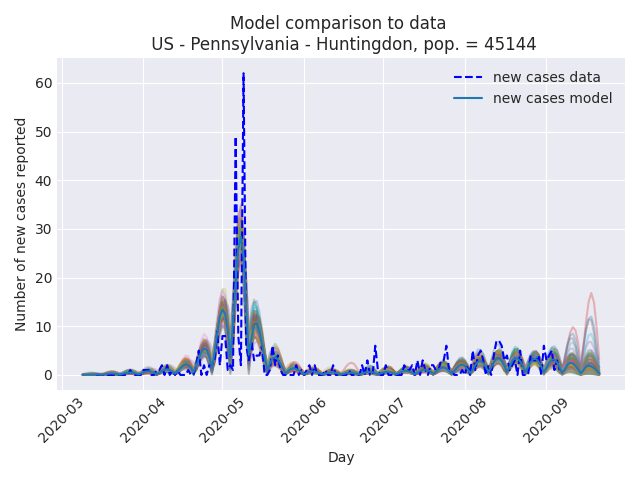 Model comparison to data
US - Pennsylvania - Huntingdon, pop. = 45144
new cases data
new cases model
Number of new cases reported
60
50
40
30
20
10
0
2020-03
2020-04
2020-05
2020-06
2020-07
2020-08
2020-09
Day